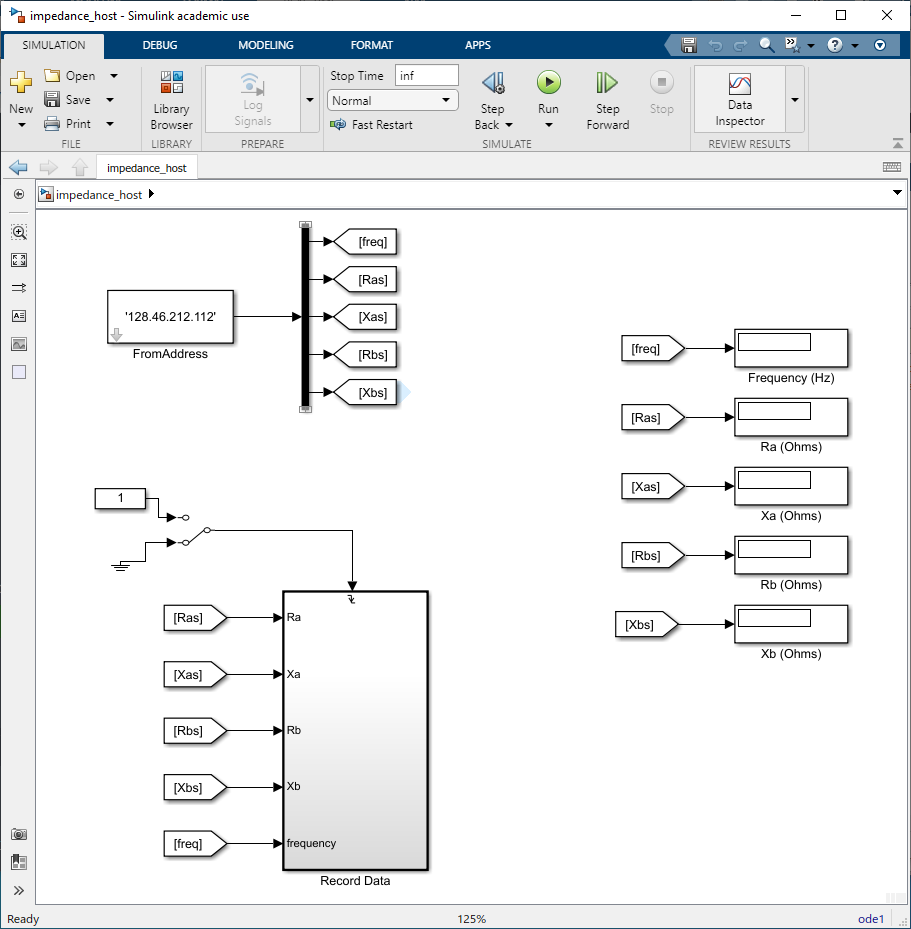 impedance_host - Simulink academic use
SIMULATION DEBUG MODELING FORMAT APPS
New
Open
Save
Print
FILE
Library
Browser
LIBRARY
Log
Signals
PREPARE
Stop Time inf
Normal
Fast Restart
Step
Back
Run
Step
Forward
Stop
SIMULATE
Data
Inspector
REVIEW RESULTS
impedance_host
impedance_host
[freq]
[Ras]
'128.46.212.112'
FromAddress
[Xas]
[Rbs]
[Xbs]
[freq]
Frequency (Hz)
[Ras]
Ra (Ohms)
[Xas]
Xa (Ohms)
[Rbs]
Rb (Ohms)
[Xbs]
Xb (Ohms)
1
[Ras] Ra
[Xas] Xa
[Rbs] Rb
[Xbs] Xb
[freq] frequency
Record Data
Ready 125% ode1